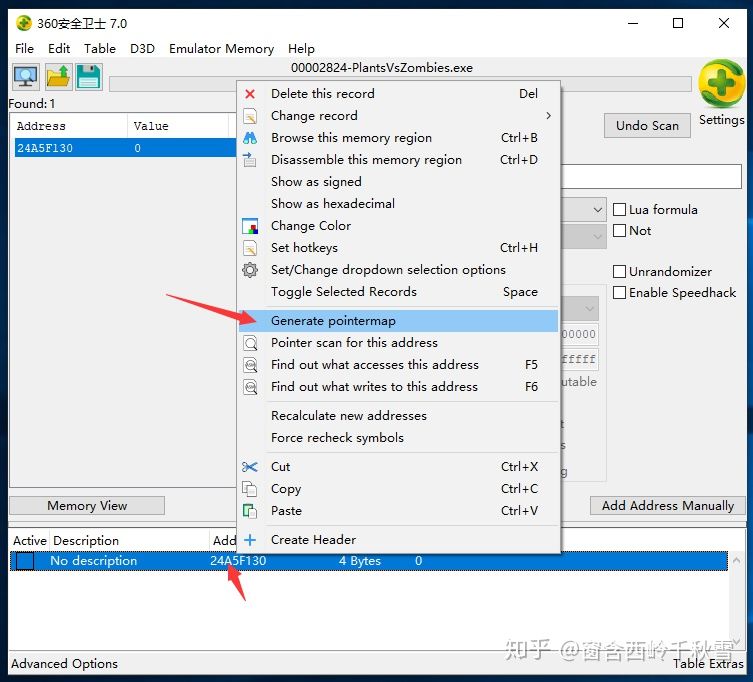 360安全卫士 7.0
File Edit Table D3D Emulator Memory Help
00002824-PlantsVsZombies.exe
Found: 1
Settings
Address Value
24A5F130 0
Undo Scan
Delete this record Del
Change record
Browse this memory region Ctrl+B
Disassemble this memory region Ctrl+D
Show as signed
Show as hexadecimal
Change Color
Set hotkeys Ctrl+H
Set/Change dropdown selection options
Toggle Selected Records Space
Generate pointermap
Pointer scan for this address
Find out what accesses this address F5
Find out what writes to this address F6
Recalculate new addresses
Force recheck symbols
Cut Ctrl+X
Copy Ctrl+C
Paste Ctrl+V
Create Header
Lua formula
Not
Unrandomizer
Enable Speedhack
00000
fffff
utable
t
s
g
Memory View
Add Address Manually
Active Description Add
No description 24A5F130 4 Bytes 0
知乎 @窗含西岭千秋雪
Advanced Options
Table Extras